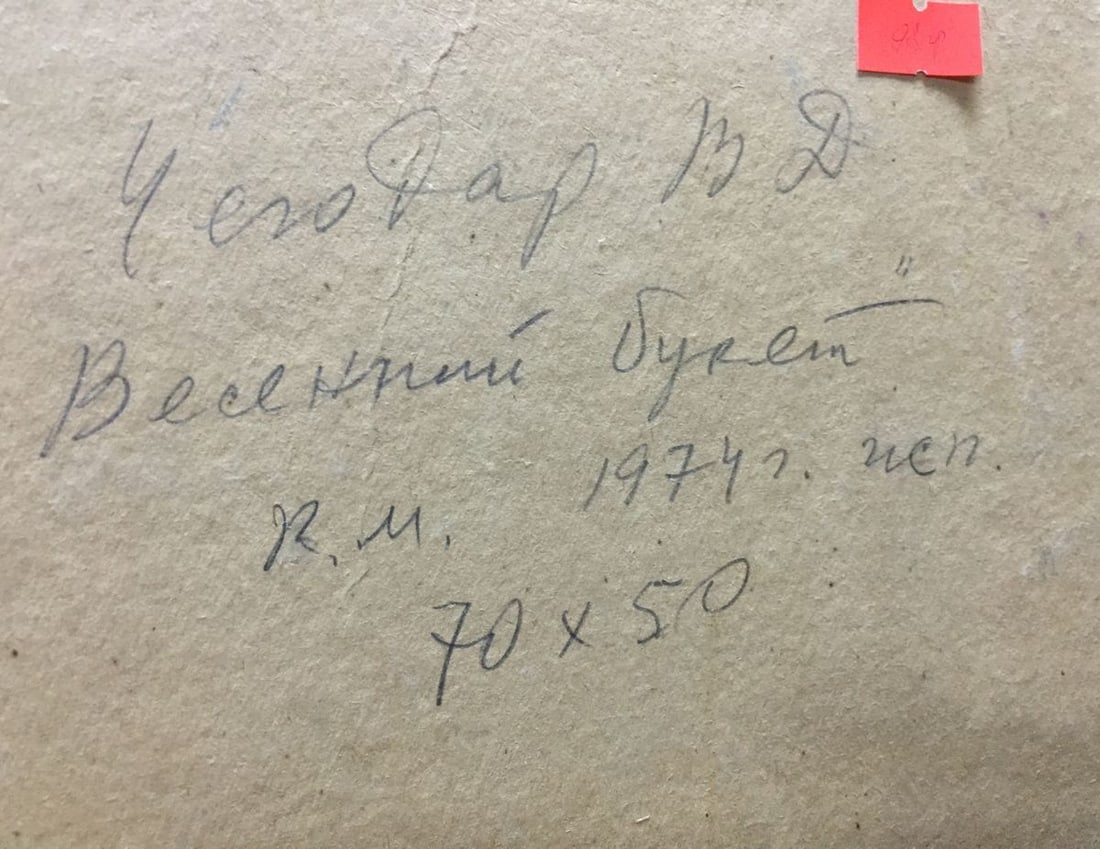 Чегодар В Д
Весенний букет"
1974г. исп.
к.м.
70 х 50